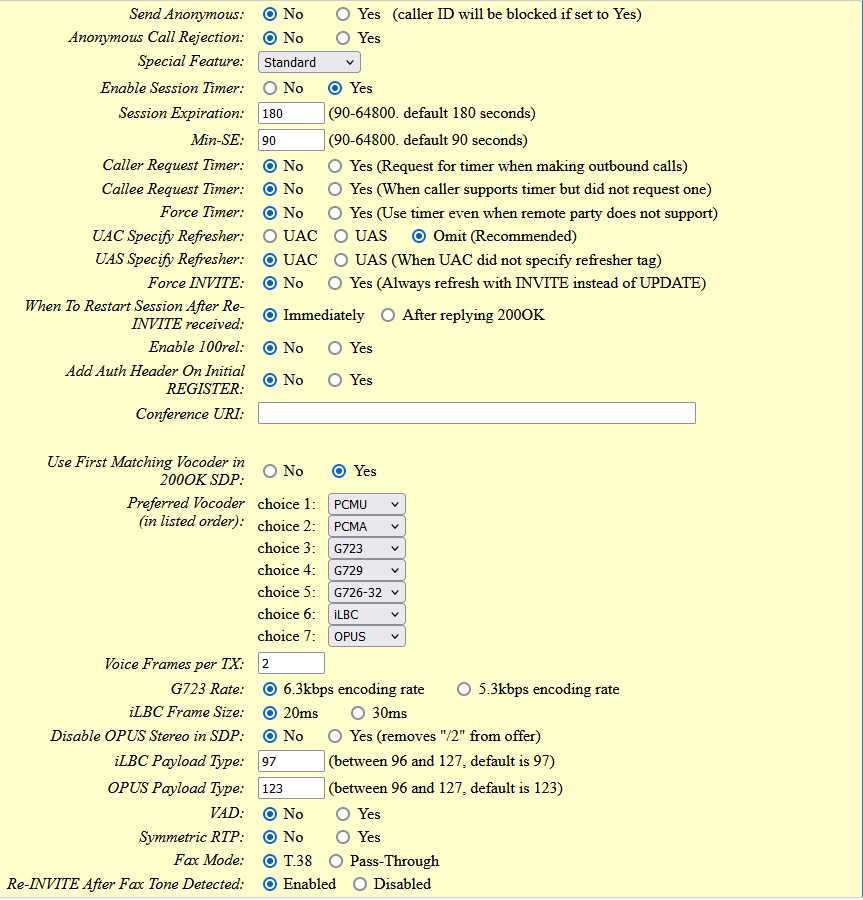 Send Anonymous: No Yes (caller ID will be blocked if set to Yes)
Anonymous Call Rejection: No Yes
Special Feature: Standard
Enable Session Timer: No Yes
Session Expiration: 180 (90-64800. default 180 seconds)
Min-SE: 90 (90-64800. default 90 seconds)
Caller Request Timer: No Yes (Request for timer when making outbound calls)
Callee Request Timer: No Yes (When caller supports timer but did not request one)
Force Timer: No Yes (Use timer even when remote party does not support)
UAC Specify Refresher: UAC UAS Omit (Recommended)
UAS Specify Refresher: UAC UAS (When UAC did not specify refresher tag)
Force INVITE: No Yes (Always refresh with INVITE instead of UPDATE)
When To Restart Session After Re-
INVITE received: Immediately After replying 200OK
Enable 100rel: No Yes
Add Auth Header On Initial
REGISTER: No Yes
Conference URI:
Use First Matching Vocoder in
200OK SDP: No Yes
Preferred Vocoder choice 1: PCMU
(in listed order): choice 2: PCMA
choice 3: G723
choice 4: G729
choice 5: G726-32
choice 6: iLBC
choice 7: OPUS
Voice Frames per TX: 2
G723 Rate: 6.3kbps encoding rate 5.3kbps encoding rate
iLBC Frame Size: 20ms 30ms
Disable OPUS Stereo in SDP: No Yes (removes "/2" from offer)
iLBC Payload Type: 97 (between 96 and 127, default is 97)
OPUS Payload Type: 123 (between 96 and 127, default is 123)
VAD: No Yes
Symmetric RTP: No Yes
Fax Mode: T.38 Pass-Through
Re-INVITE After Fax Tone Detected: Enabled Disabled